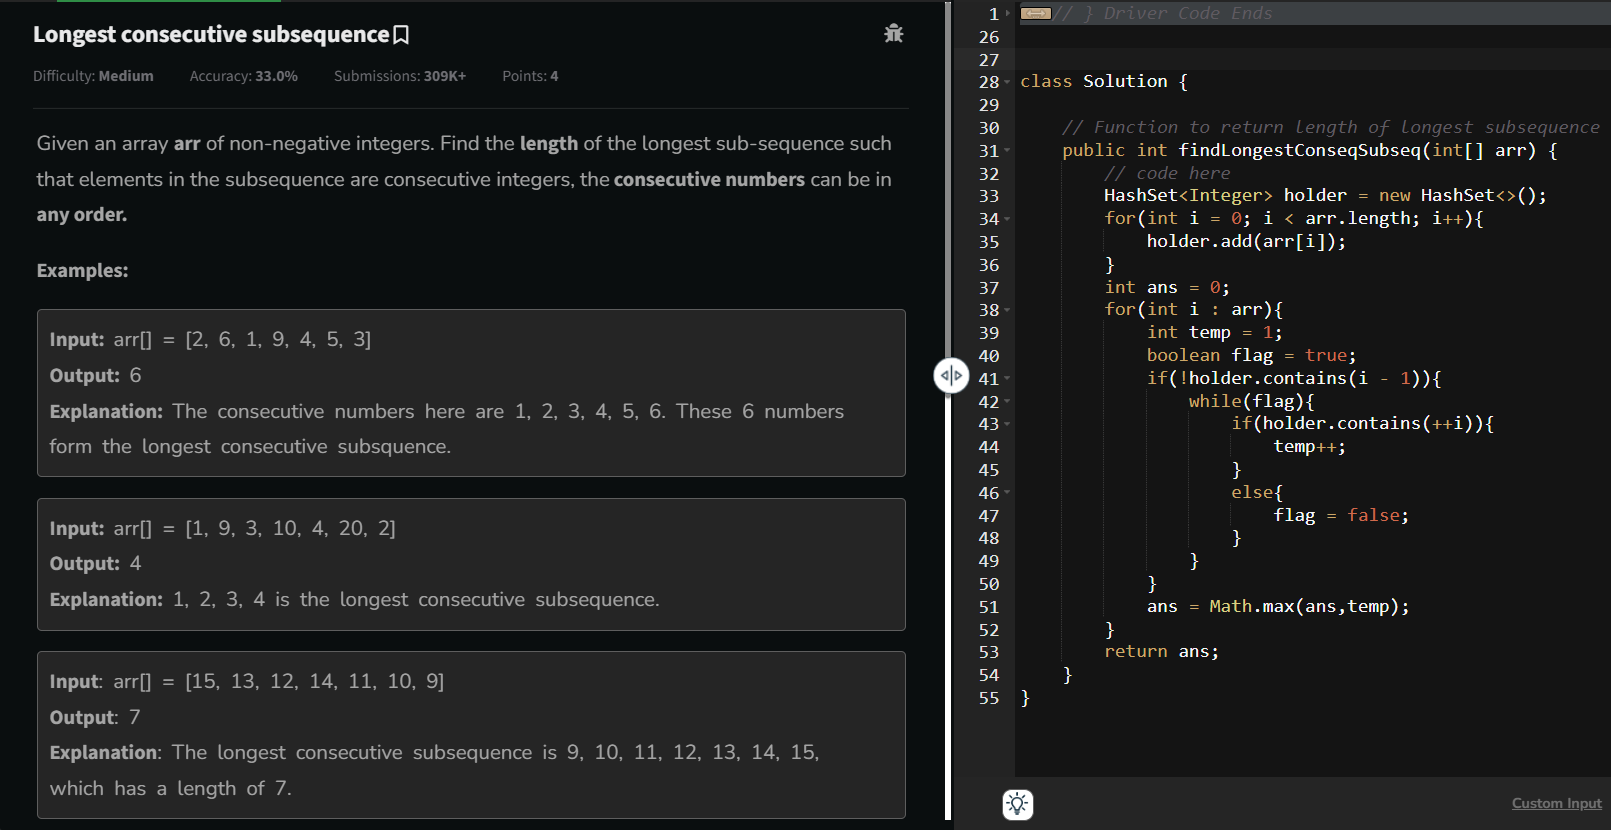 Longest consecutive subsequence
Difficulty: Medium Accuracy: 33.0% Submissions: 309K+ Points: 4
Given an array arr of non-negative integers. Find the length of the longest sub-sequence such
that elements in the subsequence are consecutive integers, the consecutive numbers can be in
any order.
Examples:
Input: arr[] = [2, 6, 1, 9, 4, 5, 3]
Output: 6
Explanation: The consecutive numbers here are 1, 2, 3, 4, 5, 6. These 6 numbers
form the longest consecutive subsquence.
Input: arr[] = [1, 9, 3, 10, 4, 20, 2]
Output: 4
Explanation: 1, 2, 3, 4 is the longest consecutive subsequence.
Input: arr[] = [15, 13, 12, 14, 11, 10, 9]
Output: 7
Explanation: The longest consecutive subsequence is 9, 10, 11, 12, 13, 14, 15,
which has a length of 7.
1 // } Driver Code Ends
26
27
28 class Solution {
29
30 // Function to return length of longest subsequence
31 public int findLongestConseqSubseq(int[] arr) {
32 // code here
33 HashSet<Integer> holder = new HashSet<>();
34 for(int i = 0; i < arr.length; i++){
35 holder.add(arr[i]);
36 }
37 int ans = 0;
38 for(int i : arr){
39 int temp = 1;
40 boolean flag = true;
41 if(!holder.contains(i - 1)){
42 while(flag){
43 if(holder.contains(++i)){
44 temp++;
45 }
46 else{
47 flag = false;
48 }
49 }
50 }
51 ans = Math.max(ans,temp);
52 }
53 return ans;
54 }
55 }
Custom Input